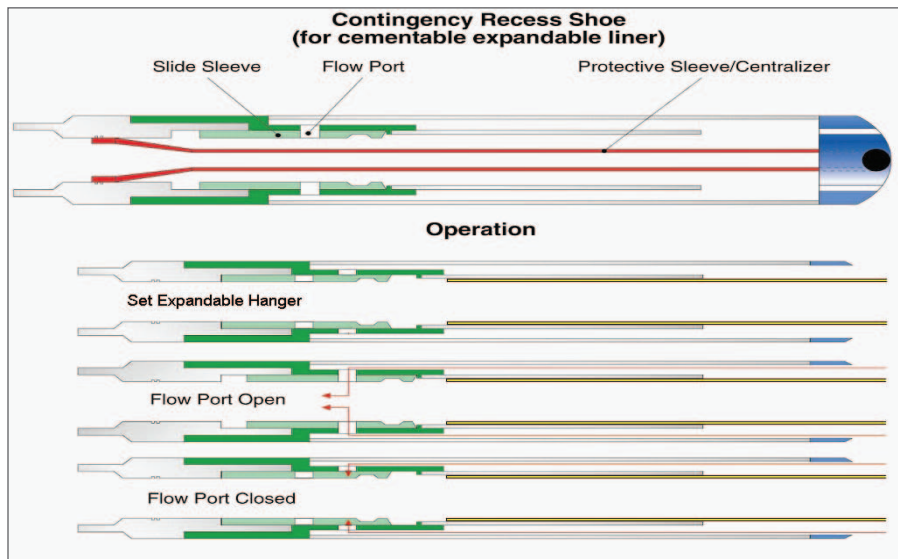 Contingency Recess Shoe
(for cementable expandable liner)
Slide Sleeve
Flow Port
Protective Sleeve/Centralizer
Operation
Set Expandable Hanger
Flow Port Open
Flow Port Closed